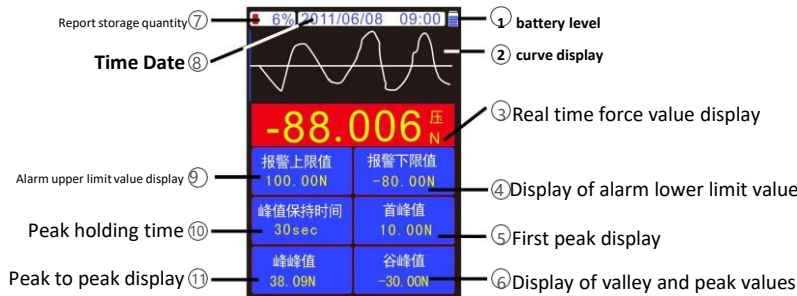 Report storage quantity ⑦
6% 2011/06/08 09:00
① battery level
Time Date ⑧
② curve display
-88.006 压
N
③ Real time force value display
报警上限值 报警下限值
Alarm upper limit value display ⑨
100.00N -80.00N
④ Display of alarm lower limit value
峰值保持时间 首峰值
Peak holding time ⑩
30sec 10.00N
⑤ First peak display
峰峰值 谷峰值
Peak to peak display ⑪
38.09N -30.00N
⑥ Display of valley and peak values